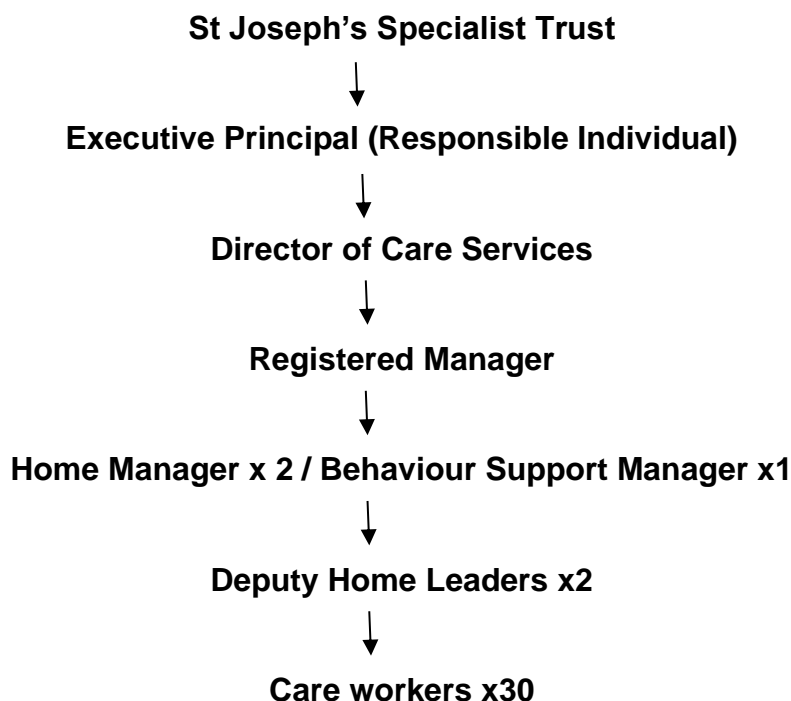 St Joseph’s Specialist Trust
Executive Principal (Responsible Individual)
Director of Care Services
Registered Manager
Home Manager x 2 / Behaviour Support Manager x1
Deputy Home Leaders x2
Care workers x30